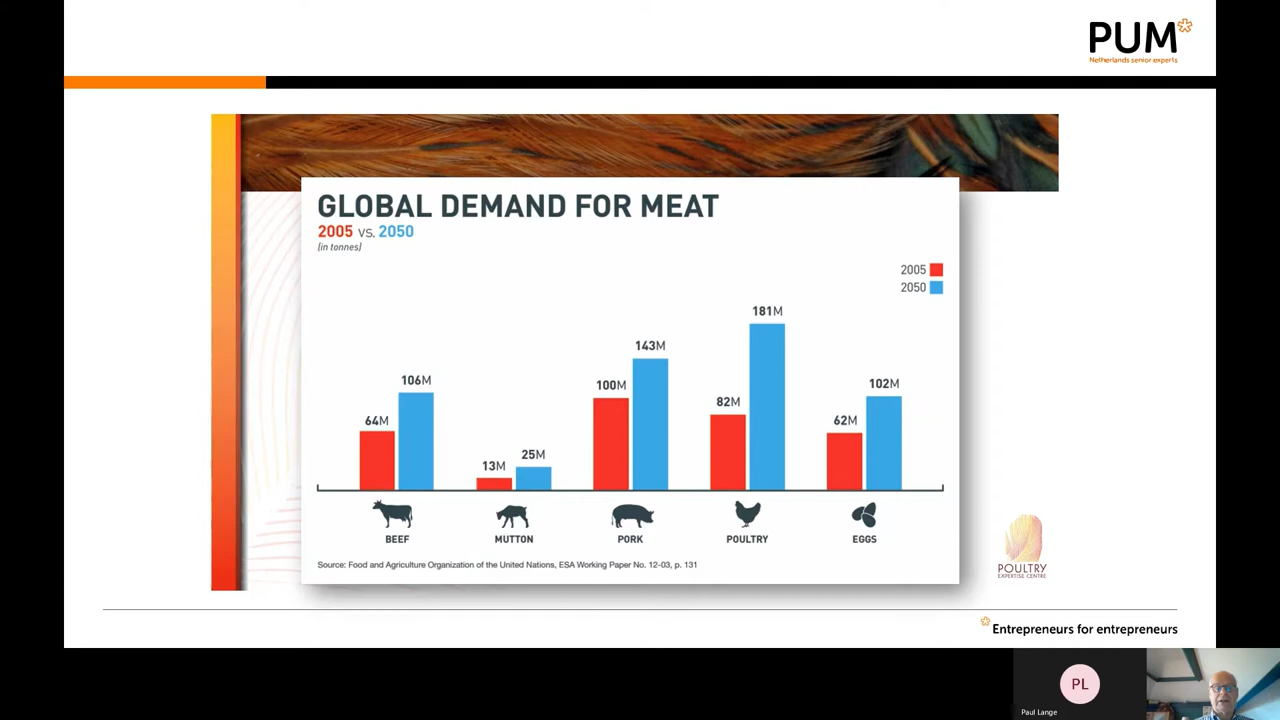 PUM
Netherlands senior experts
GLOBAL DEMAND FOR MEAT
2005 VS. 2050
(in tonnes)
2005
2050
64M
106M
13M
25M
100M
143M
82M
181M
62M
102M
BEEF
MUTTON
PORK
POULTRY
EGGS
Source: Food and Agriculture Organization of the United Nations, ESA Working Paper No. 12-03, p. 131
POULTRY
EXPERTISE CENTRE
Entrepreneurs for entrepreneurs
PL
Paul Lange